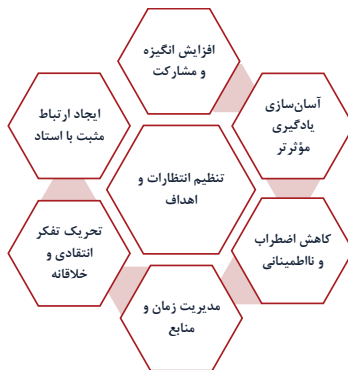 افزایش انگیزه
و مشارکت
آسان‌سازی
یادگیری
مؤثرتر
ایجاد ارتباط
مثبت با استاد
تنظیم انتظارات و
اهداف
کاهش اضطراب
و نااطمینانی
تحریک تفکر
انتقادی و
خلاقانه
مدیریت زمان و
منابع